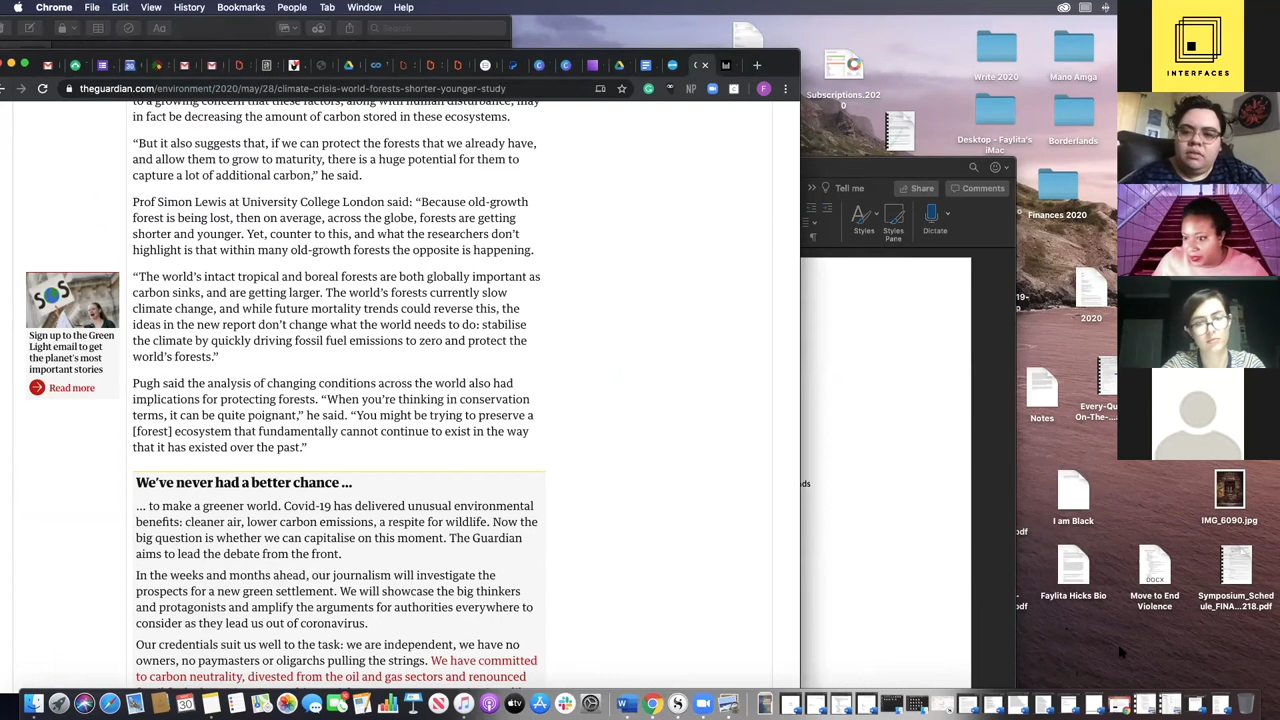 Chrome File Edit View History Bookmarks People Tab Window Help
theguardian.com/environment/2020/may/28/climate-crisis-world-forests-shorter-younger-study
to a growing concern that these factors, along with human disturbance, may
in fact be decreasing the amount of carbon stored in these ecosystems.
“But it also suggests that if we can protect the forests that we already have,
and allow them to grow to maturity, there is a huge potential for them to
capture a lot of additional carbon,” he said.
Prof Simon Lewis at University College London said: “Because old-growth
forest is being lost, then on average, across the globe, forests are getting
shorter and younger. Yet, counter to this, and what the researchers don’t
highlight is that within many old-growth forests the opposite is happening.
“The world’s intact tropical and boreal forests are both globally important as
carbon sinks, and are getting larger. The world’s forests currently slow
climate change, and while future mortality trends could reverse this, the
ideas in the new report don’t change what the world needs to do: stabilise
the climate by quickly driving fossil fuel emissions to zero and protect the
world’s forests.”
Pugh said the analysis of changing conditions across the world also had
implications for protecting forests. “When you’re thinking in conservation
terms, it can be quite poignant,” he said. “You might be trying to preserve a
[forest] ecosystem that fundamentally cannot continue to exist in the way
that it has existed over the past.”
SOS
Sign up to the Green
Light email to get
the planet’s most
important stories
Read more
We’ve never had a better chance ...
... to make a greener world. Covid-19 has delivered unusual environmental
benefits: cleaner air, lower carbon emissions, a respite for wildlife. Now the
big question is whether we can capitalise on this moment. The Guardian
aims to lead the debate from the front.
In the weeks and months ahead, our journalism will investigate the
prospects for a new green settlement. We will showcase the big thinkers
and protagonists and amplify the arguments for authorities everywhere to
consider as they lead us out of coronavirus.
Our credentials suit us well to the task: we are independent, we have no
owners, no paymasters or oligarchs pulling the strings. We have committed
to carbon neutrality, divested from the oil and gas sectors and renounced
Tell me
Share
Comments
Styles
Styles
Pane
Dictate
Subscriptions.202
0
Write 2020
Mano Amga
Desktop - Faylita’s
iMac
Borderlands
Finances 2020
2020
Notes
Every-Qu
On-The-...
I am Black
IMG_6090.jpg
Faylita Hicks Bio
DOCX
Move to End
Violence
Symposium_Sched
ule_FINA...218.pdf
INTERFACES